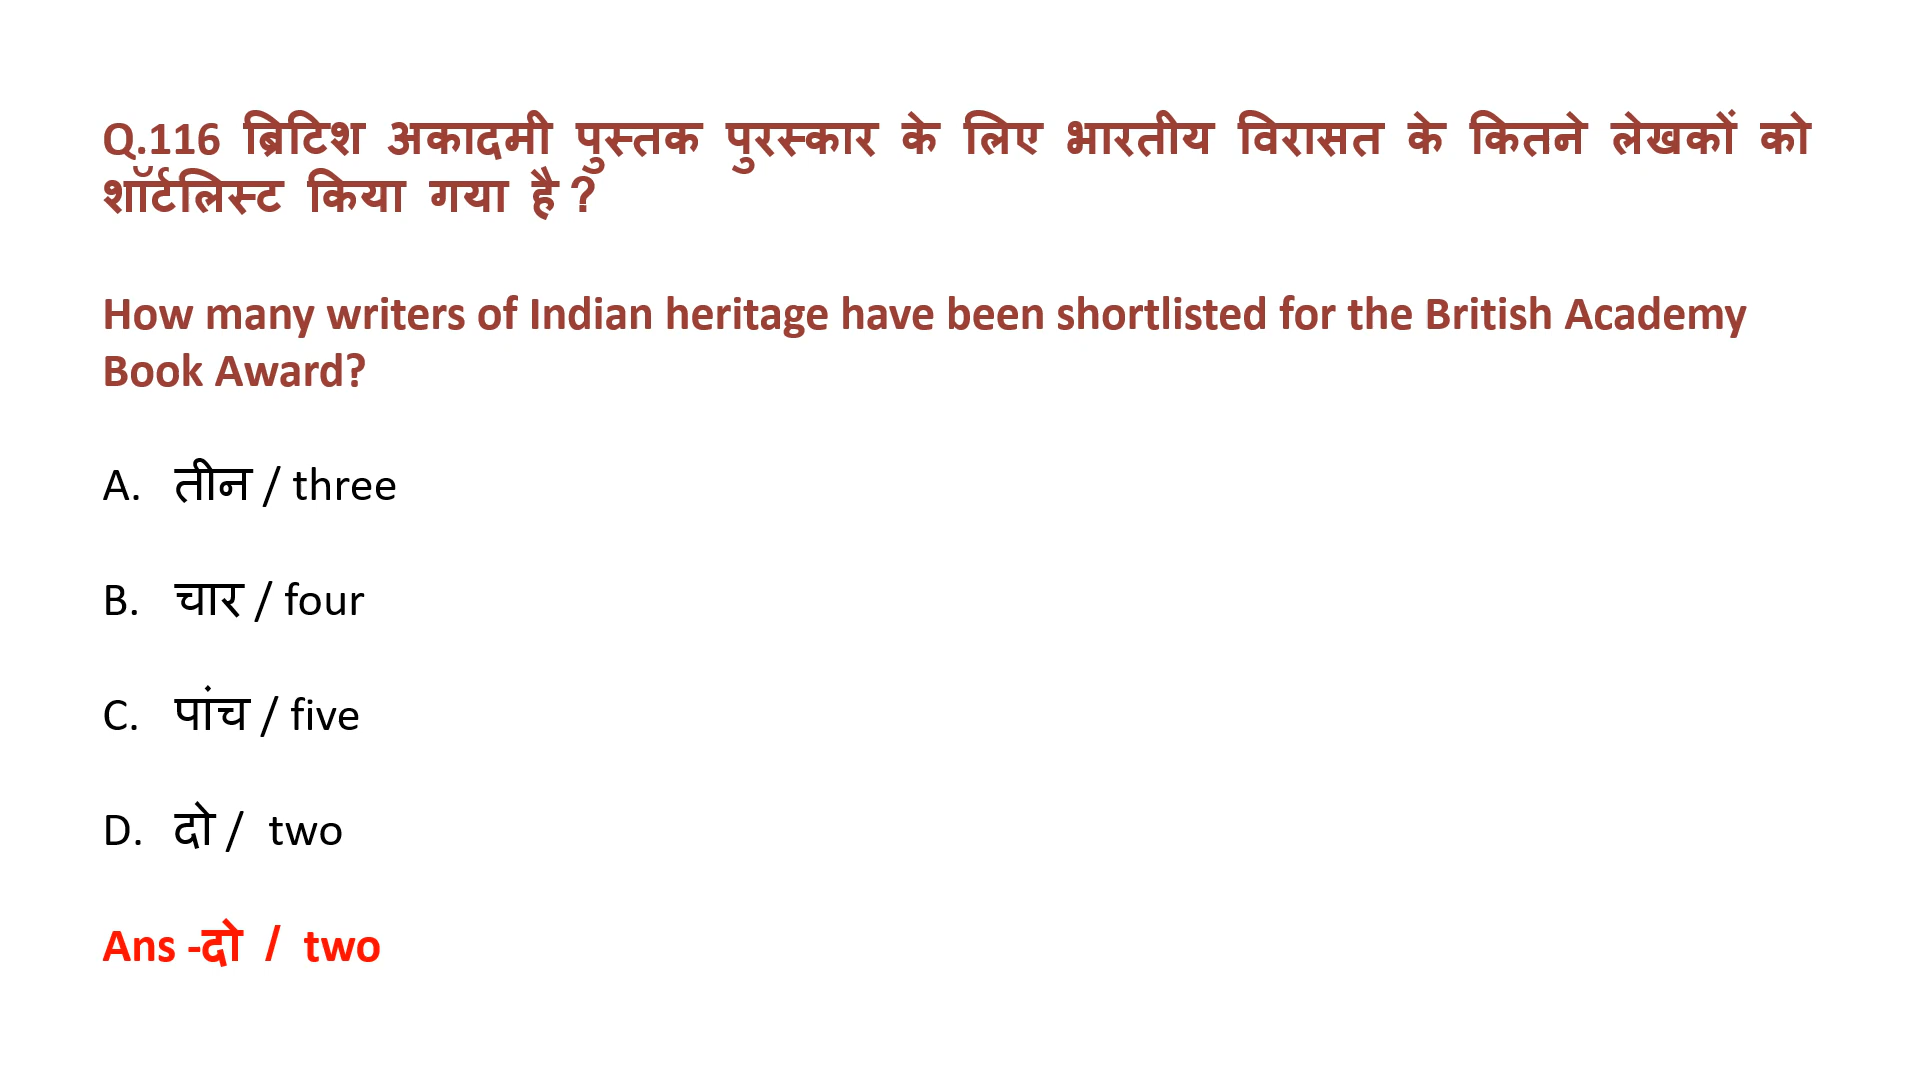 Q.116 ब्रिटिश अकादमी पुस्तक पुरस्कार के लिए भारतीय विरासत के कितने लेखकों को
शॉर्टलिस्ट किया गया है ?
How many writers of Indian heritage have been shortlisted for the British Academy
Book Award?
A. तीन / three
B. चार / four
C. पांच / five
D. दो / two
Ans -दो / two